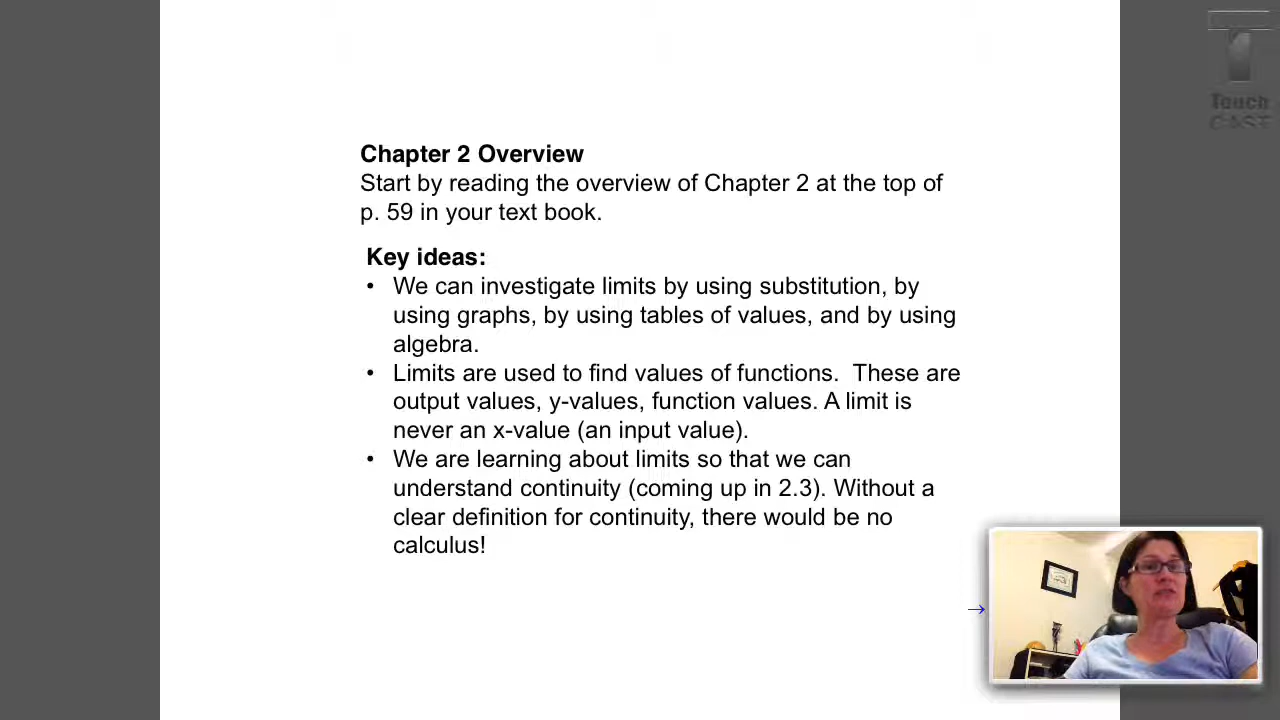 Touch
CAST
Chapter 2 Overview
Start by reading the overview of Chapter 2 at the top of
p. 59 in your text book.
Key ideas:
• We can investigate limits by using substitution, by
using graphs, by using tables of values, and by using
algebra.
• Limits are used to find values of functions.  These are
output values, y-values, function values. A limit is
never an x-value (an input value).
• We are learning about limits so that we can
understand continuity (coming up in 2.3). Without a
clear definition for continuity, there would be no
calculus!